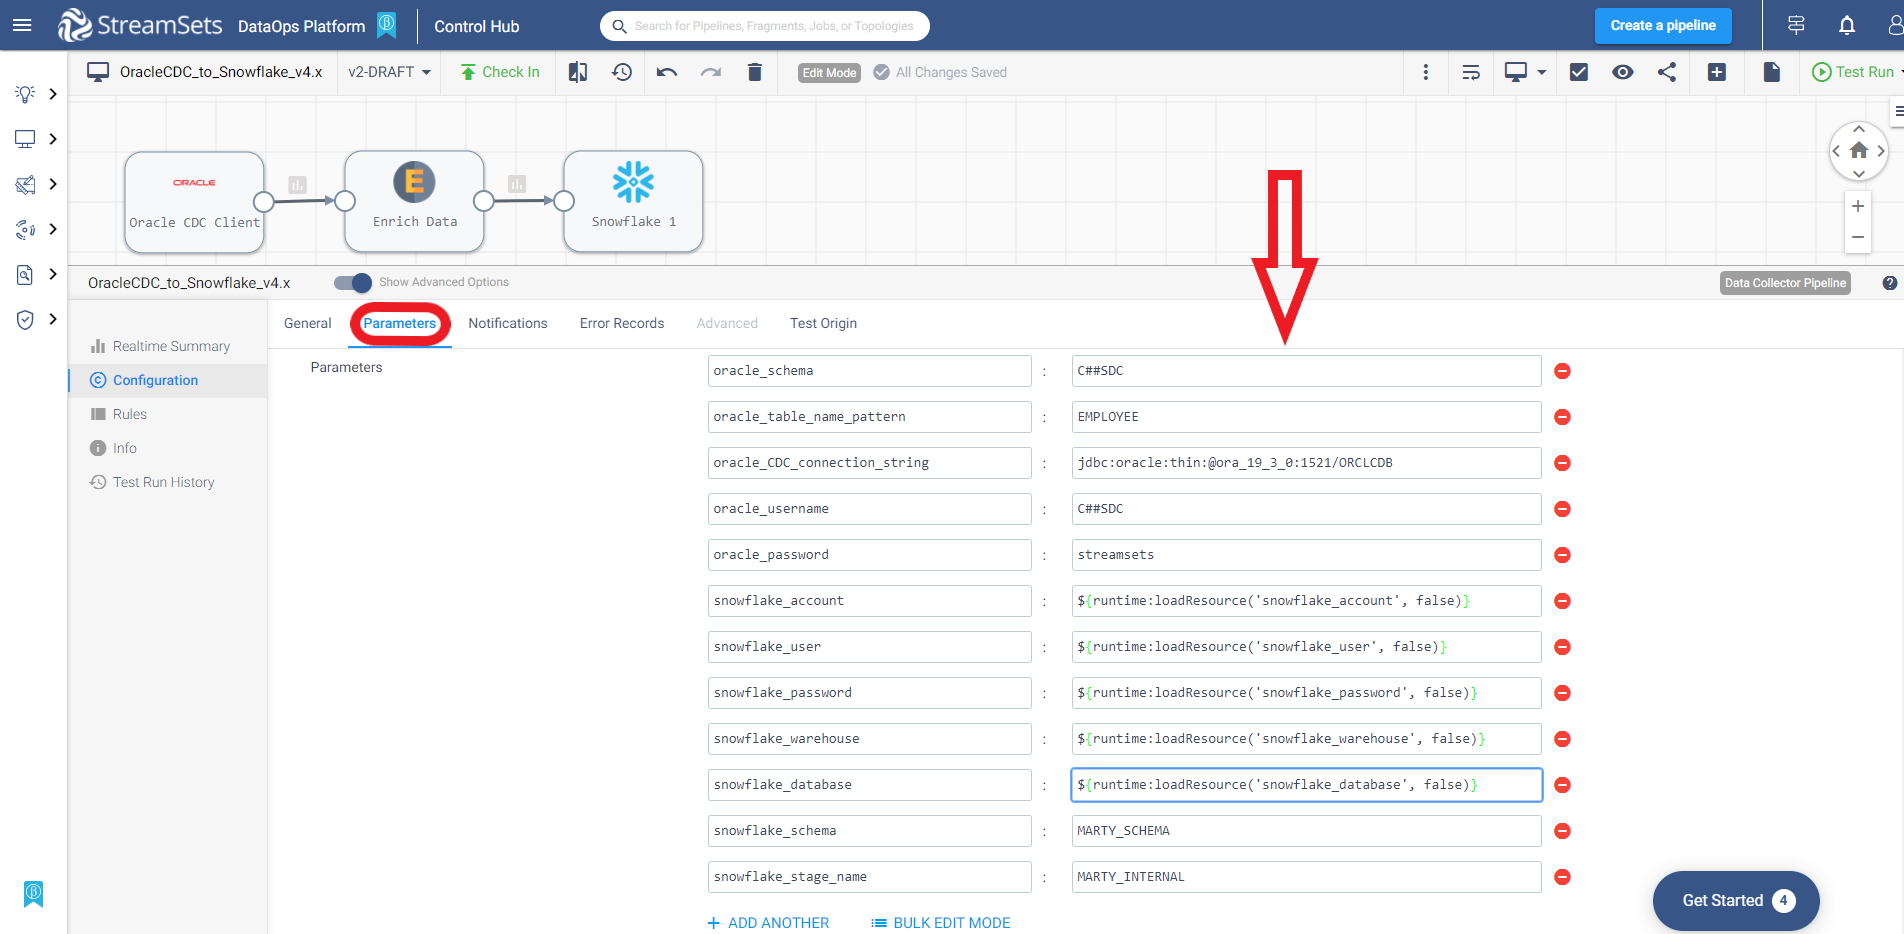 StreamSets DataOps Platform β Control Hub Search for Pipelines, Fragments, Jobs, or Topologies Create a pipeline
OracleCDC_to_Snowflake_v4.x v2-DRAFT Check In Edit Mode All Changes Saved Test Run
ORACLE
Oracle CDC Client
E
Enrich Data
Snowflake 1
OracleCDC_to_Snowflake_v4.x Show Advanced Options Data Collector Pipeline ?
Realtime Summary
Configuration
Rules
Info
Test Run History
General Parameters Notifications Error Records Advanced Test Origin
Parameters
oracle_schema : C##SDC
oracle_table_name_pattern : EMPLOYEE
oracle_CDC_connection_string : jdbc:oracle:thin:@ora_19_3_0:1521/ORCLCDB
oracle_username : C##SDC
oracle_password : streamsets
snowflake_account : ${runtime:loadResource('snowflake_account', false)}
snowflake_user : ${runtime:loadResource('snowflake_user', false)}
snowflake_password : ${runtime:loadResource('snowflake_password', false)}
snowflake_warehouse : ${runtime:loadResource('snowflake_warehouse', false)}
snowflake_database : ${runtime:loadResource('snowflake_database', false)}
snowflake_schema : MARTY_SCHEMA
snowflake_stage_name : MARTY_INTERNAL
+ ADD ANOTHER BULK EDIT MODE
β
Get Started 4